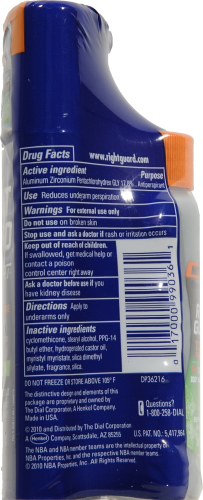 www.rightguard.com
Drug Facts
Active ingredient Purpose
Aluminum Zirconium Pentachlorohydrex GLY Antiperspirant
Use Reduces underarm perspiration
Warnings For external use only
Do not use on broken skin
Stop use and ask a doctor if rash or irritation occurs
Keep out of reach of children.
If swallowed, get medical help or
contact a poison
control center right away
Ask a doctor before use if you
have kidney disease
Directions Apply to
underarms only
Inactive ingredients
cyclomethicone, stearyl alcohol, PPG-14
butyl ether, hydrogenated castor oil,
myristyl myristate, silica dimethyl
silylate, fragrance
DO NOT FREEZE OR STORE ABOVE 105° F
DP36216
The distinctive design and elements of this
package are proprietary and owned by
The Dial Corporation, A Henkel Company.
Made in USA.
Questions?
1-800-258-DIAL
© 2010 and Distributed by The Dial Corporation
A Henkel Company, Scottsdale, AZ 85255
U.S. PAT. NO. 5,417,964
The NBA and NBA member teams are identifications are the intellectual property of
NBA Properties, Inc. and the respective NBA member teams.
© 2010 NBA Properties, Inc. All Rights Reserved.